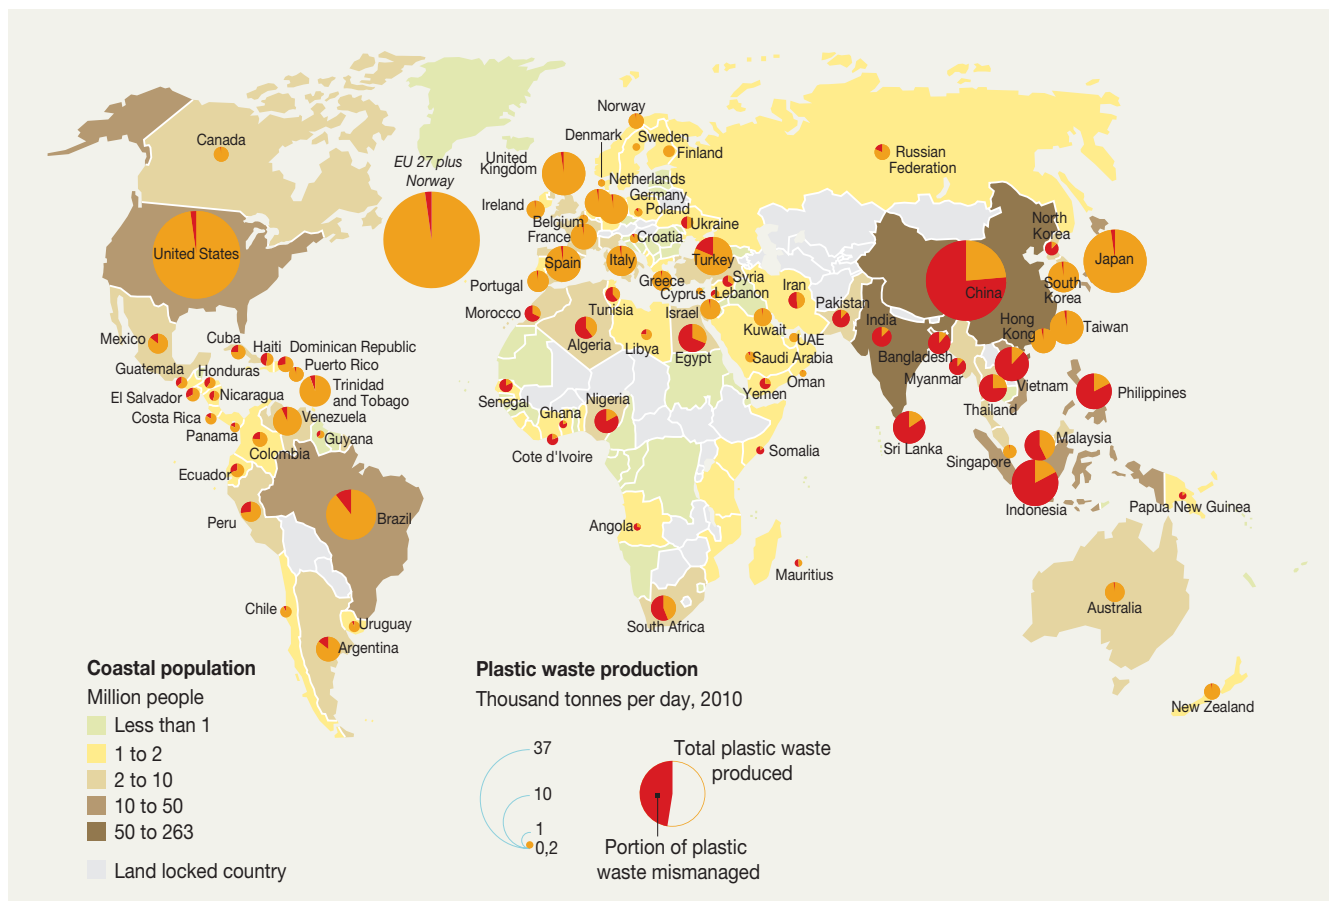 Norway
Denmark
Sweden
Finland
Canada
EU 27 plus
Norway
United
Kingdom
Netherlands
Germany
Poland
Russian
Federation
Ireland
Belgium
France
Ukraine
Croatia
North
Korea
United States
Spain
Italy
Turkey
Japan
Portugal
Greece
Syria
Cyprus
Lebanon
Iran
China
South
Korea
Morocco
Tunisia
Israel
Pakistan
India
Hong
Kong
Taiwan
Mexico
Cuba
Haiti
Dominican Republic
Puerto Rico
Algeria
Libya
Egypt
Kuwait
UAE
Saudi Arabia
Bangladesh
Guatemala
Honduras
Trinidad
and Tobago
Oman
Yemen
Myanmar
Vietnam
Philippines
El Salvador
Nicaragua
Senegal
Nigeria
Thailand
Costa Rica
Venezuela
Ghana
Panama
Guyana
Malaysia
Colombia
Cote d'Ivoire
Somalia
Sri Lanka
Singapore
Ecuador
Indonesia
Papua New Guinea
Peru
Brazil
Angola
Mauritius
Chile
Uruguay
South Africa
Australia
Argentina
New Zealand
Coastal population
Million people
Less than 1
1 to 2
2 to 10
10 to 50
50 to 263
Land locked country
Plastic waste production
Thousand tonnes per day, 2010
37
10
1
0,2
Total plastic waste
produced
Portion of plastic
waste mismanaged